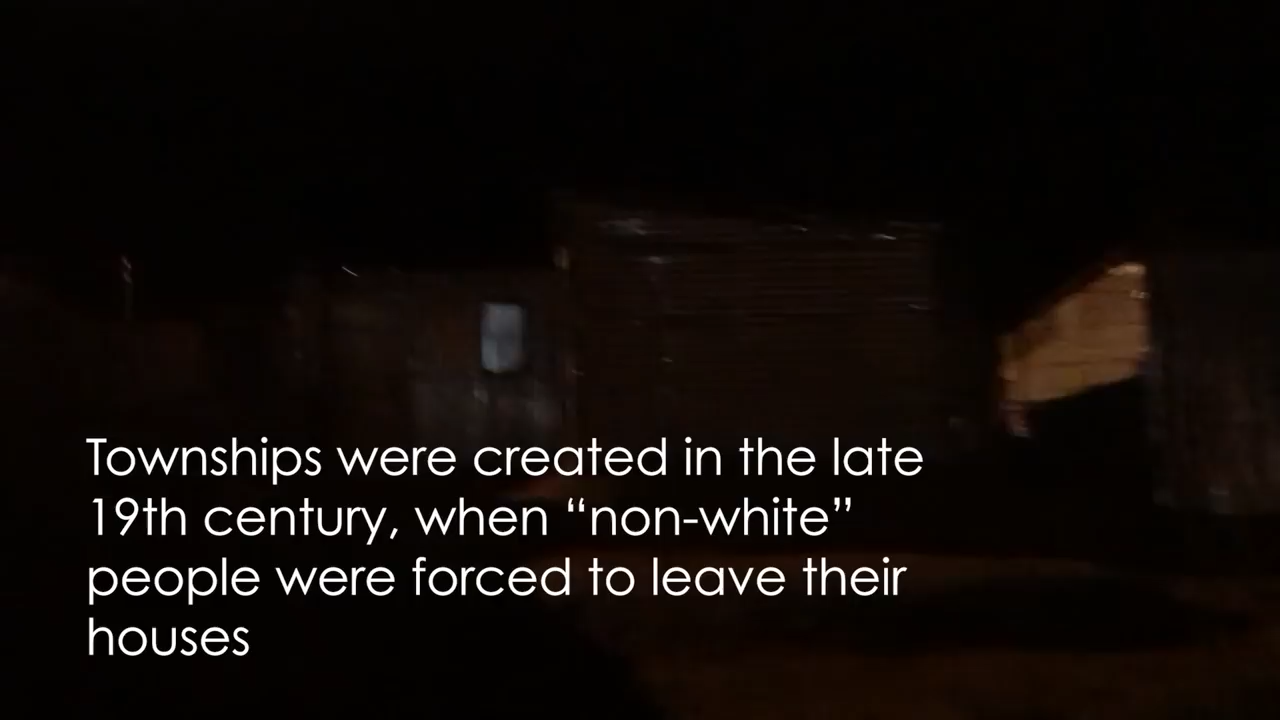 Townships were created in the late
19th century, when “non-white”
people were forced to leave their
houses